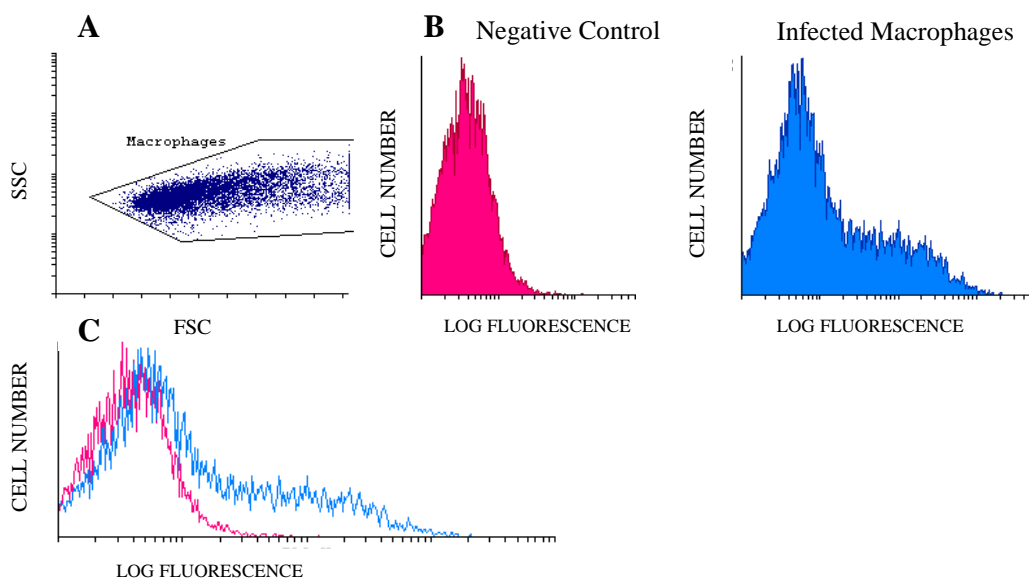 A
SSC
Macrophages
FSC
B
Negative Control
CELL NUMBER
LOG FLUORESCENCE
Infected Macrophages
CELL NUMBER
LOG FLUORESCENCE
C
CELL NUMBER
LOG FLUORESCENCE